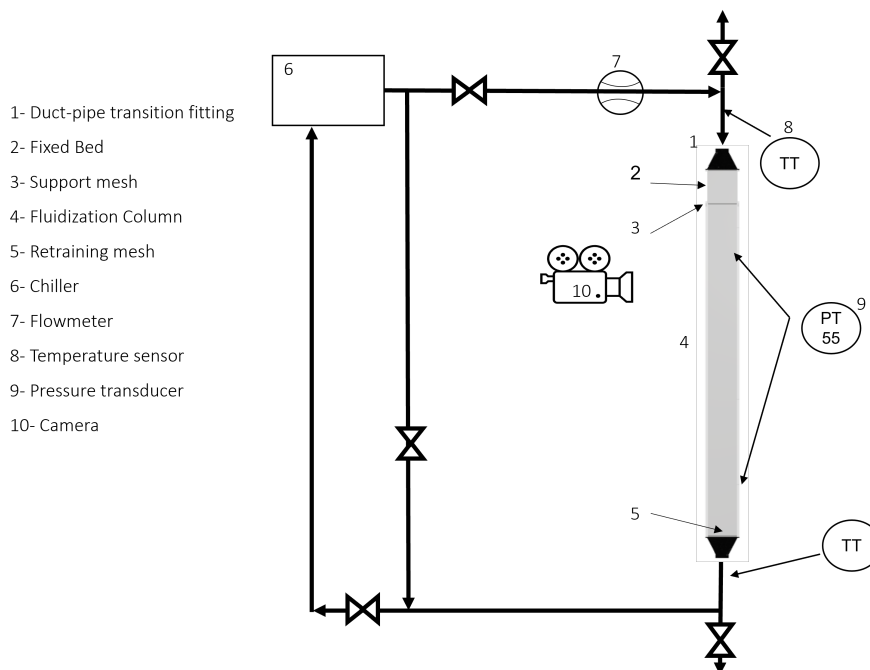 1- Duct-pipe transition fitting
2- Fixed Bed
3- Support mesh
4- Fluidization Column
5- Retraining mesh
6- Chiller
7- Flowmeter
8- Temperature sensor
9- Pressure transducer
10- Camera
6
7
8
TT
1
2
3
10
9
PT
55
4
5
TT